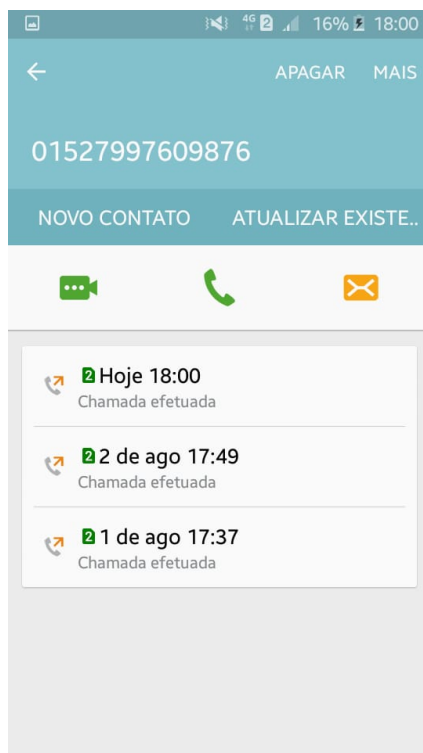 4G 2 16% 18:00
APAGAR MAIS
01527997609876
NOVO CONTATO ATUALIZAR EXISTE..
2 Hoje 18:00
Chamada efetuada
2 2 de ago 17:49
Chamada efetuada
2 1 de ago 17:37
Chamada efetuada